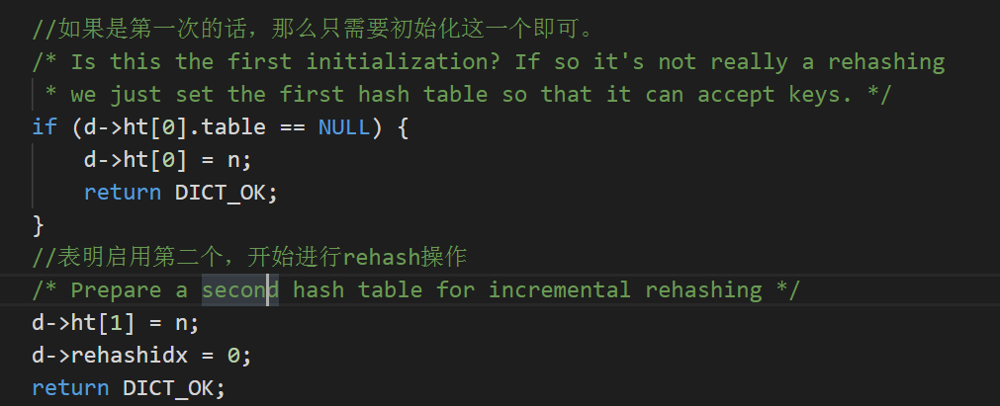 //如果是第一次的话，那么只需要初始化这一个即可。
/* Is this the first initialization? If so it's not really a rehashing
 * we just set the first hash table so that it can accept keys. */
if (d->ht[0].table == NULL) {
    d->ht[0] = n;
    return DICT_OK;
}
//表明启用第二个，开始进行rehash操作
/* Prepare a second hash table for incremental rehashing */
d->ht[1] = n;
d->rehashidx = 0;
return DICT_OK;